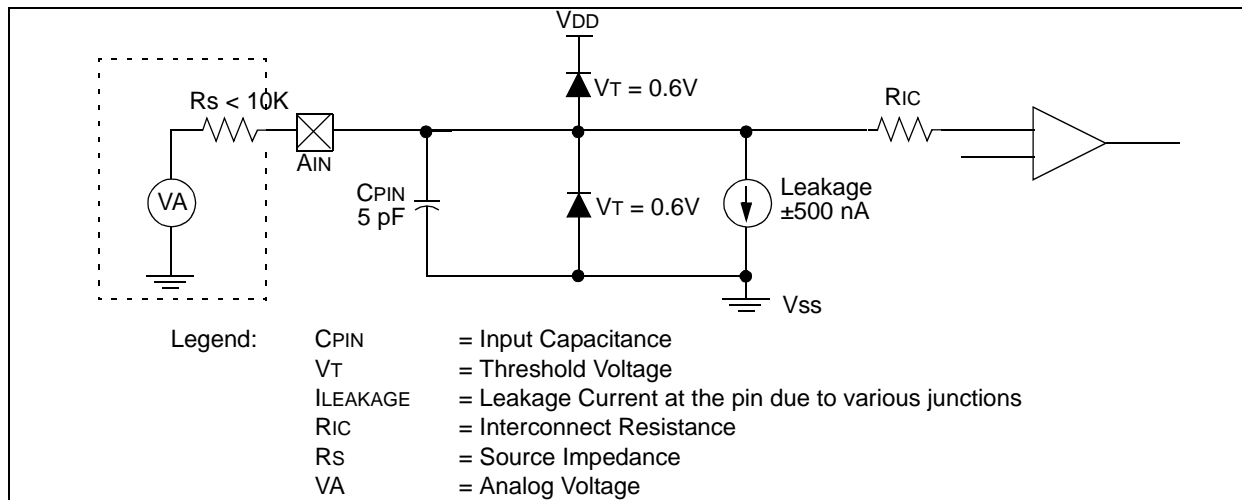 VDD
VT = 0.6V
RS < 10K
RIC
AIN
CPIN
5 pF
VA
VT = 0.6V
Leakage
±500 nA
Vss
Legend: CPIN = Input Capacitance
VT = Threshold Voltage
ILEAKAGE = Leakage Current at the pin due to various junctions
RIC = Interconnect Resistance
RS = Source Impedance
VA = Analog Voltage